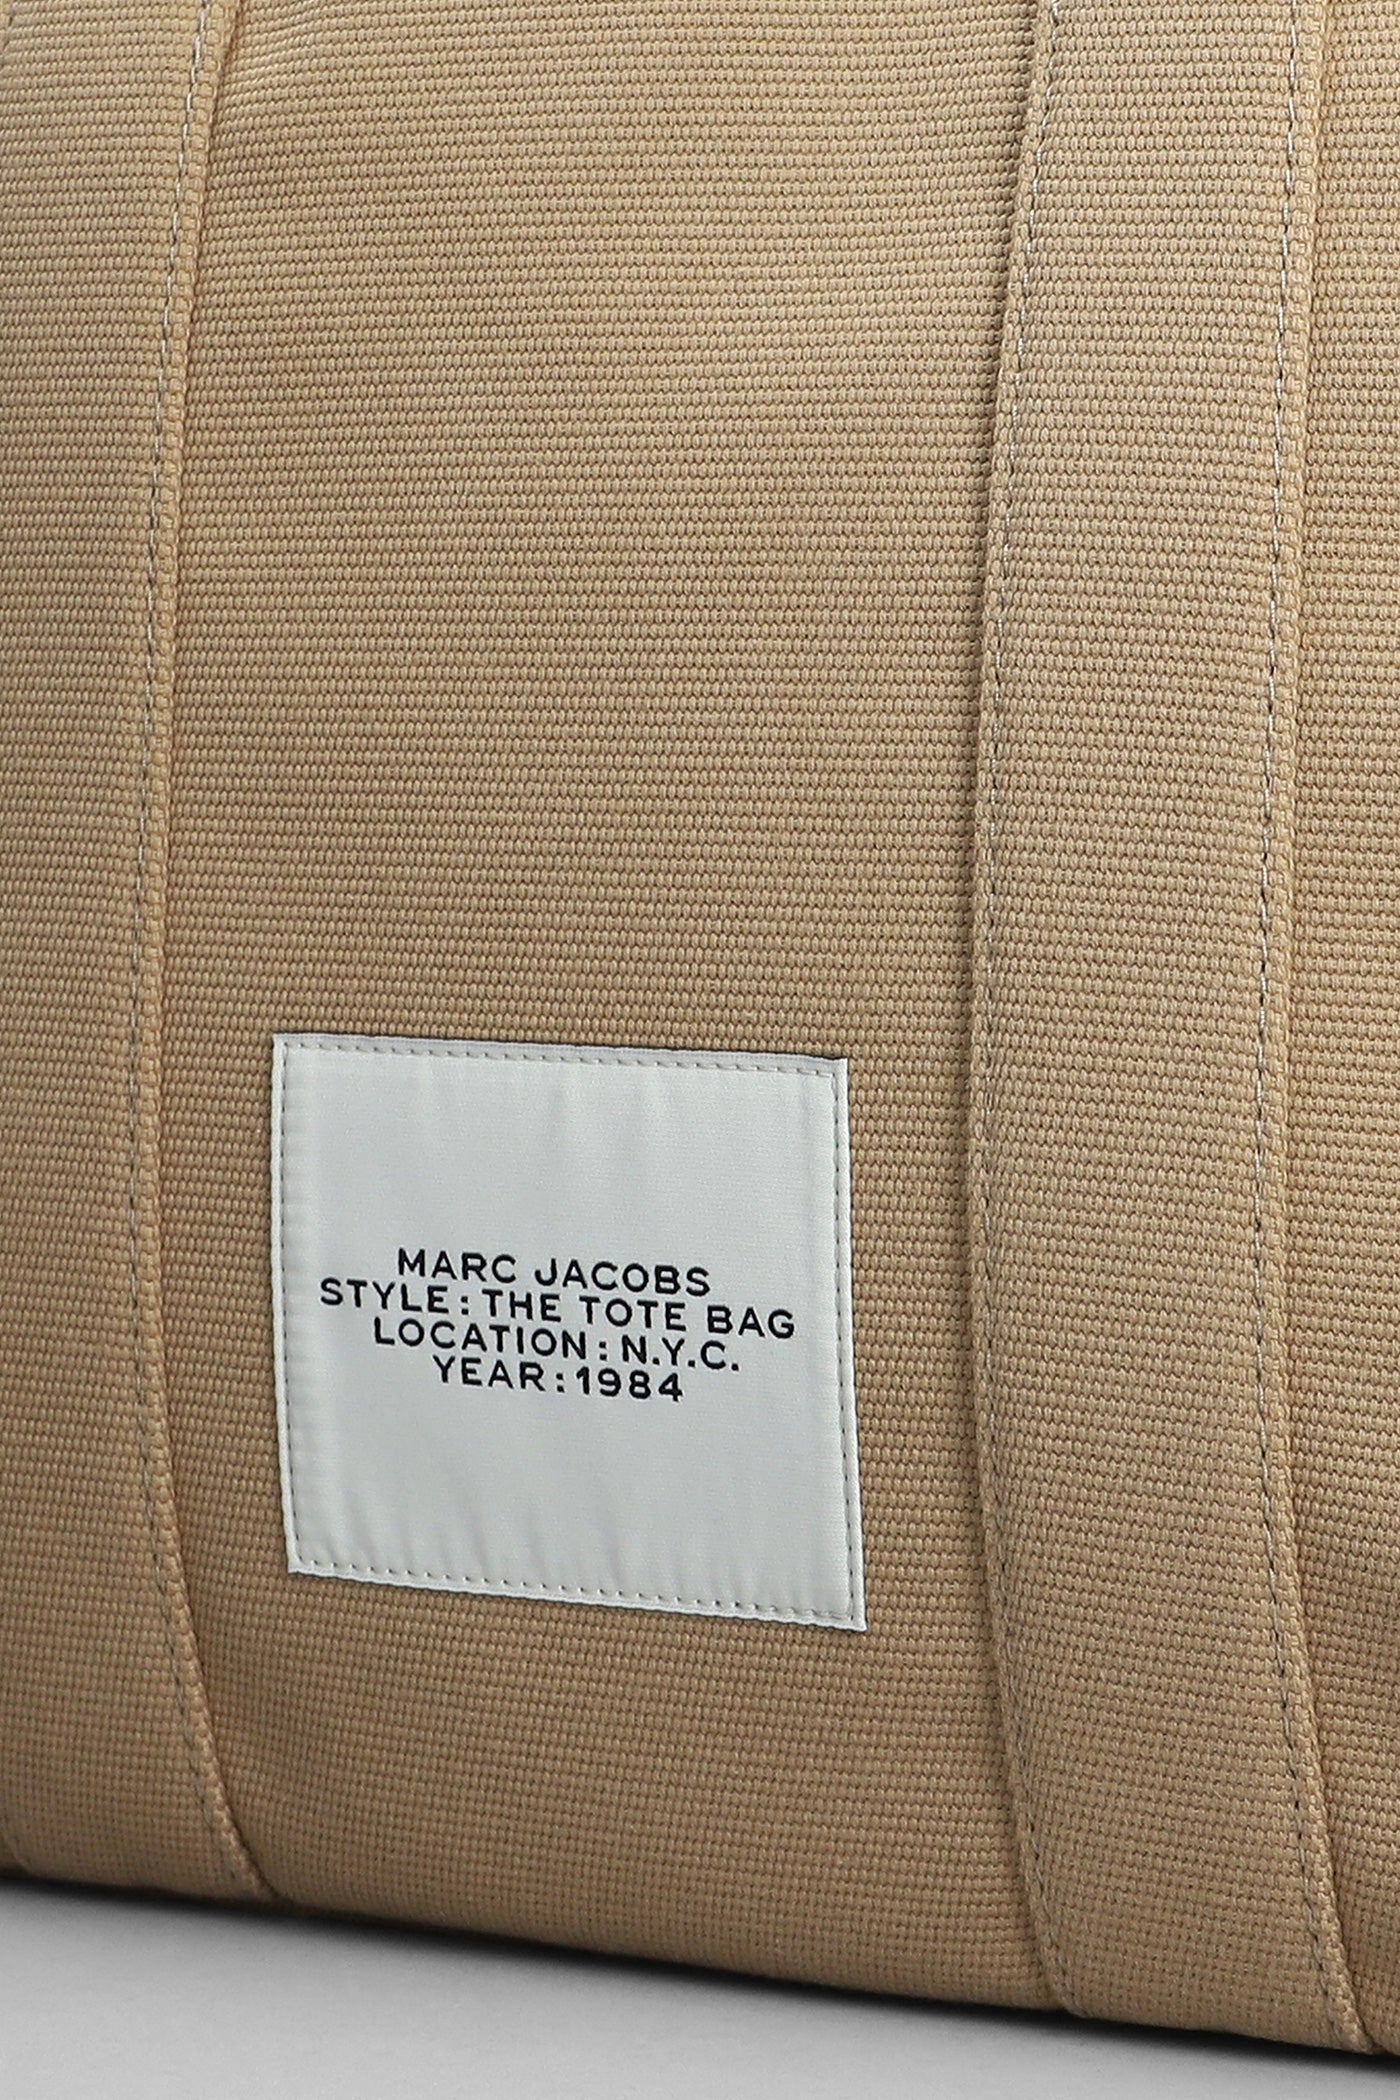 MARC JACOBS
STYLE: THE TOTE BAG
LOCATION: N.Y.C.
YEAR: 1984